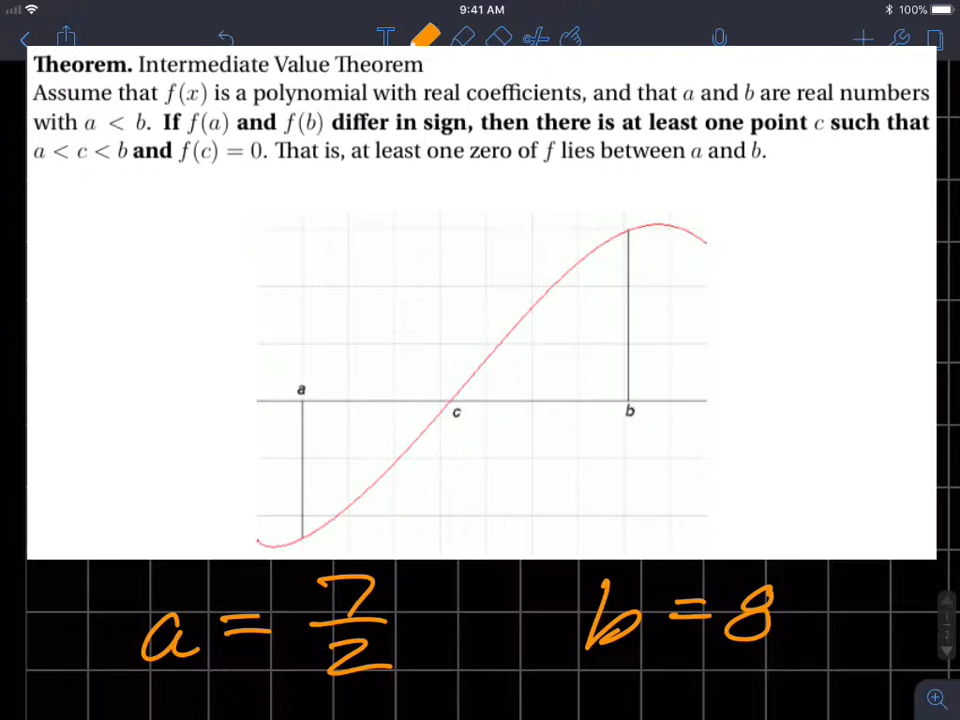 9:41 AM
100%
T
Theorem. Intermediate Value Theorem
Assume that f(x) is a polynomial with real coefficients, and that a and b are real numbers
with a < b. If f(a) and f(b) differ in sign, then there is at least one point c such that
a < c < b and f(c) = 0. That is, at least one zero of f lies between a and b.
a
c
b
a = 7/2
b = 8
1
2